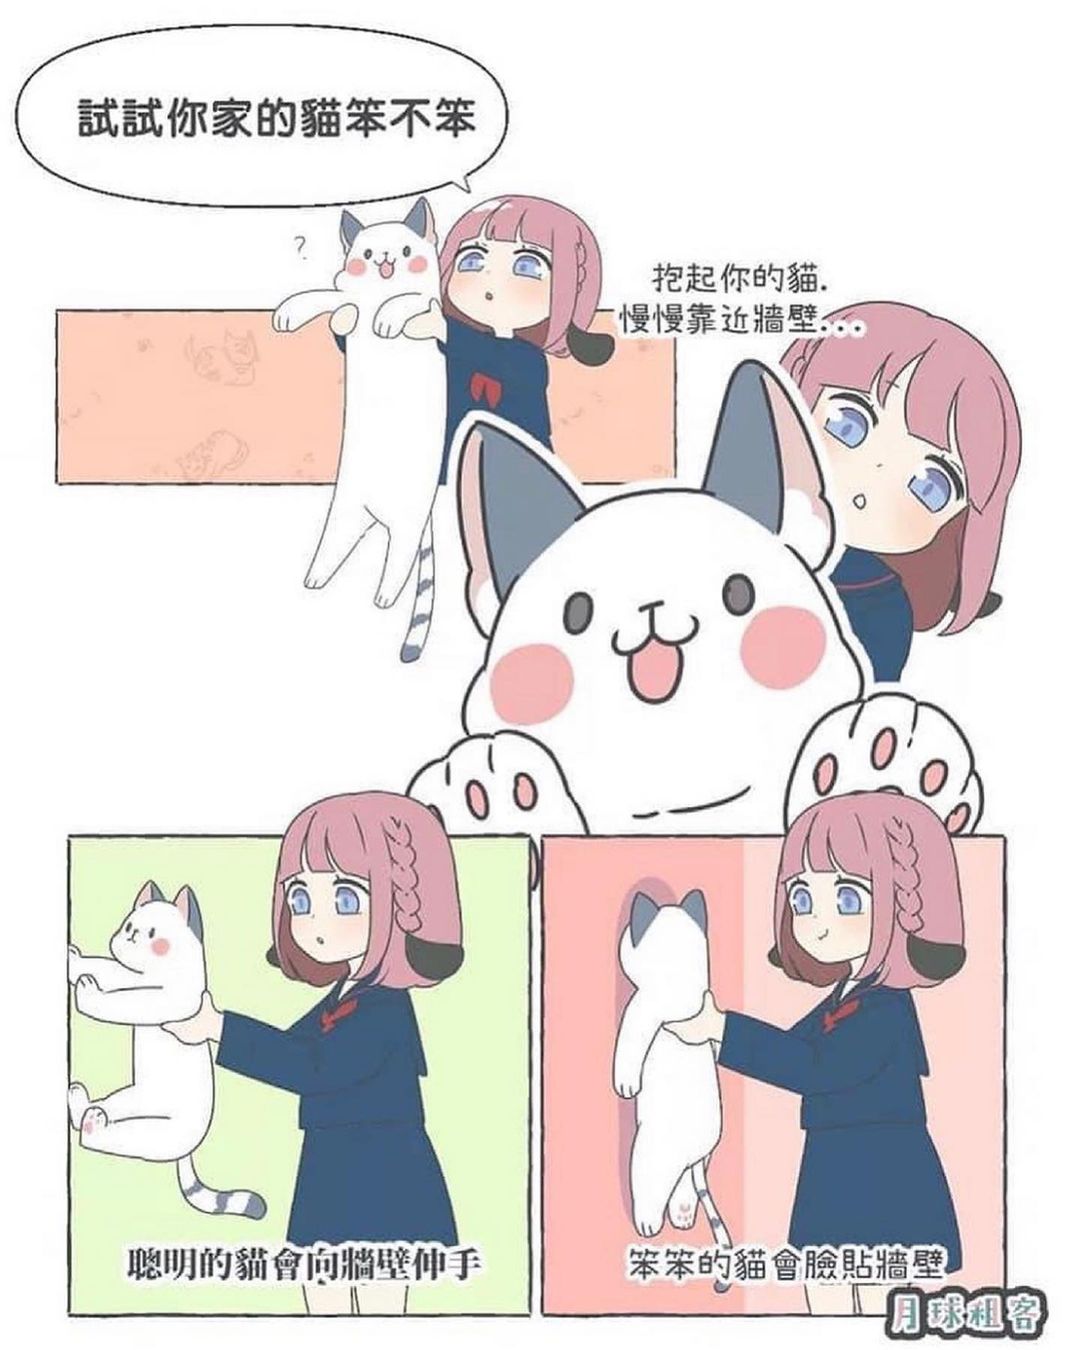 試試你家的貓笨不笨
?
抱起你的貓.
慢慢靠近牆壁...
聰明的貓會向牆壁伸手
笨笨的貓會臉貼牆壁
月球租客